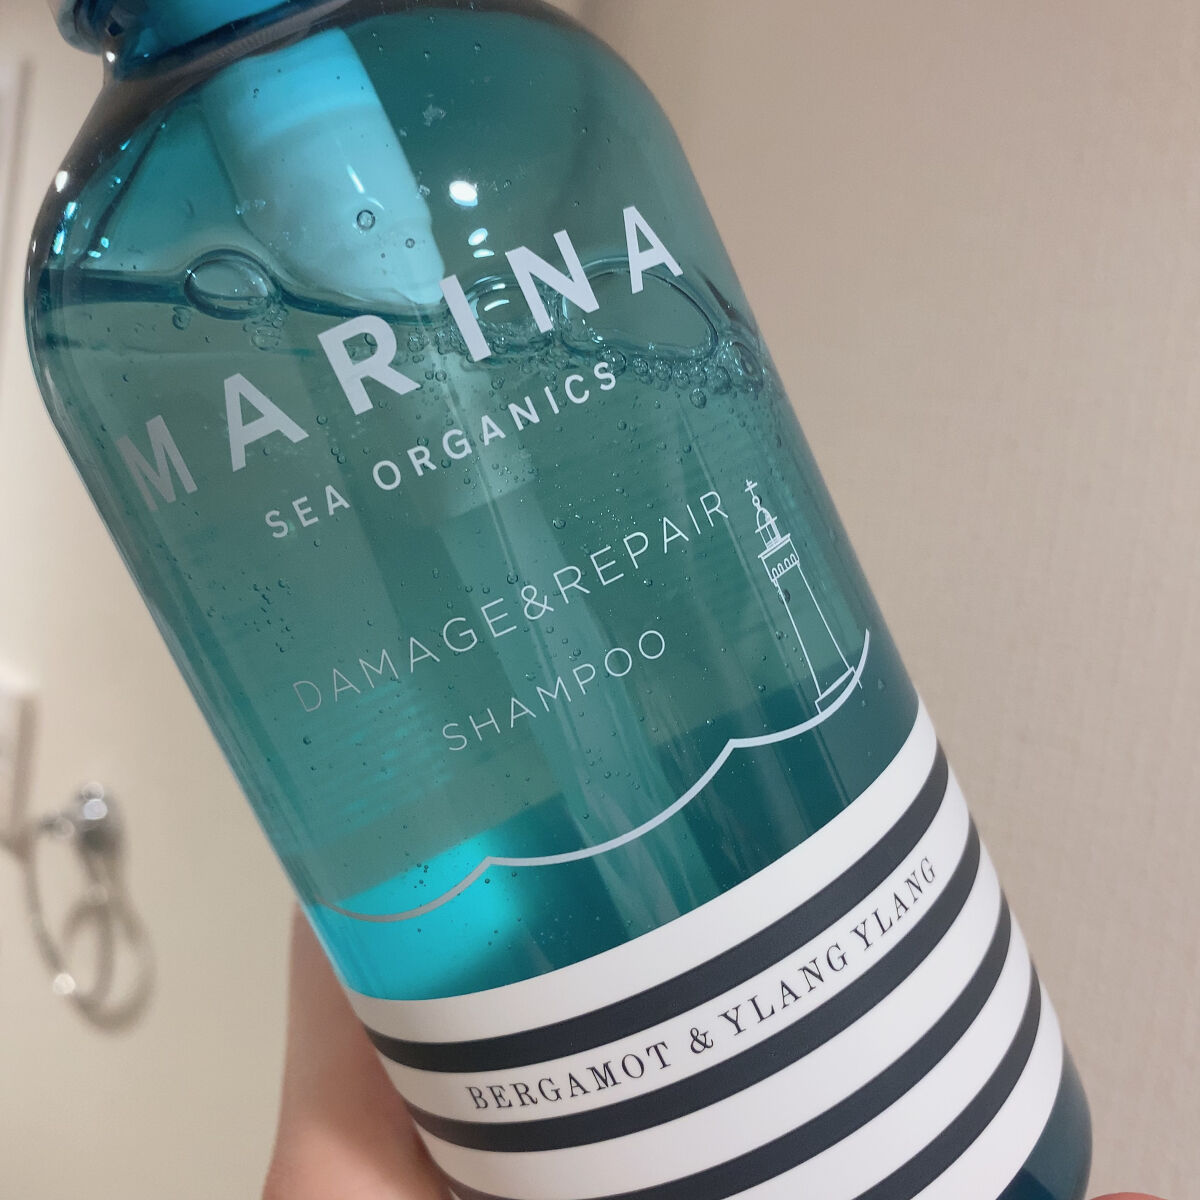 MARINA
SEA ORGANICS
DAMAGE&REPAIR
SHAMPOO
BERGAMOT & YLANG YLANG